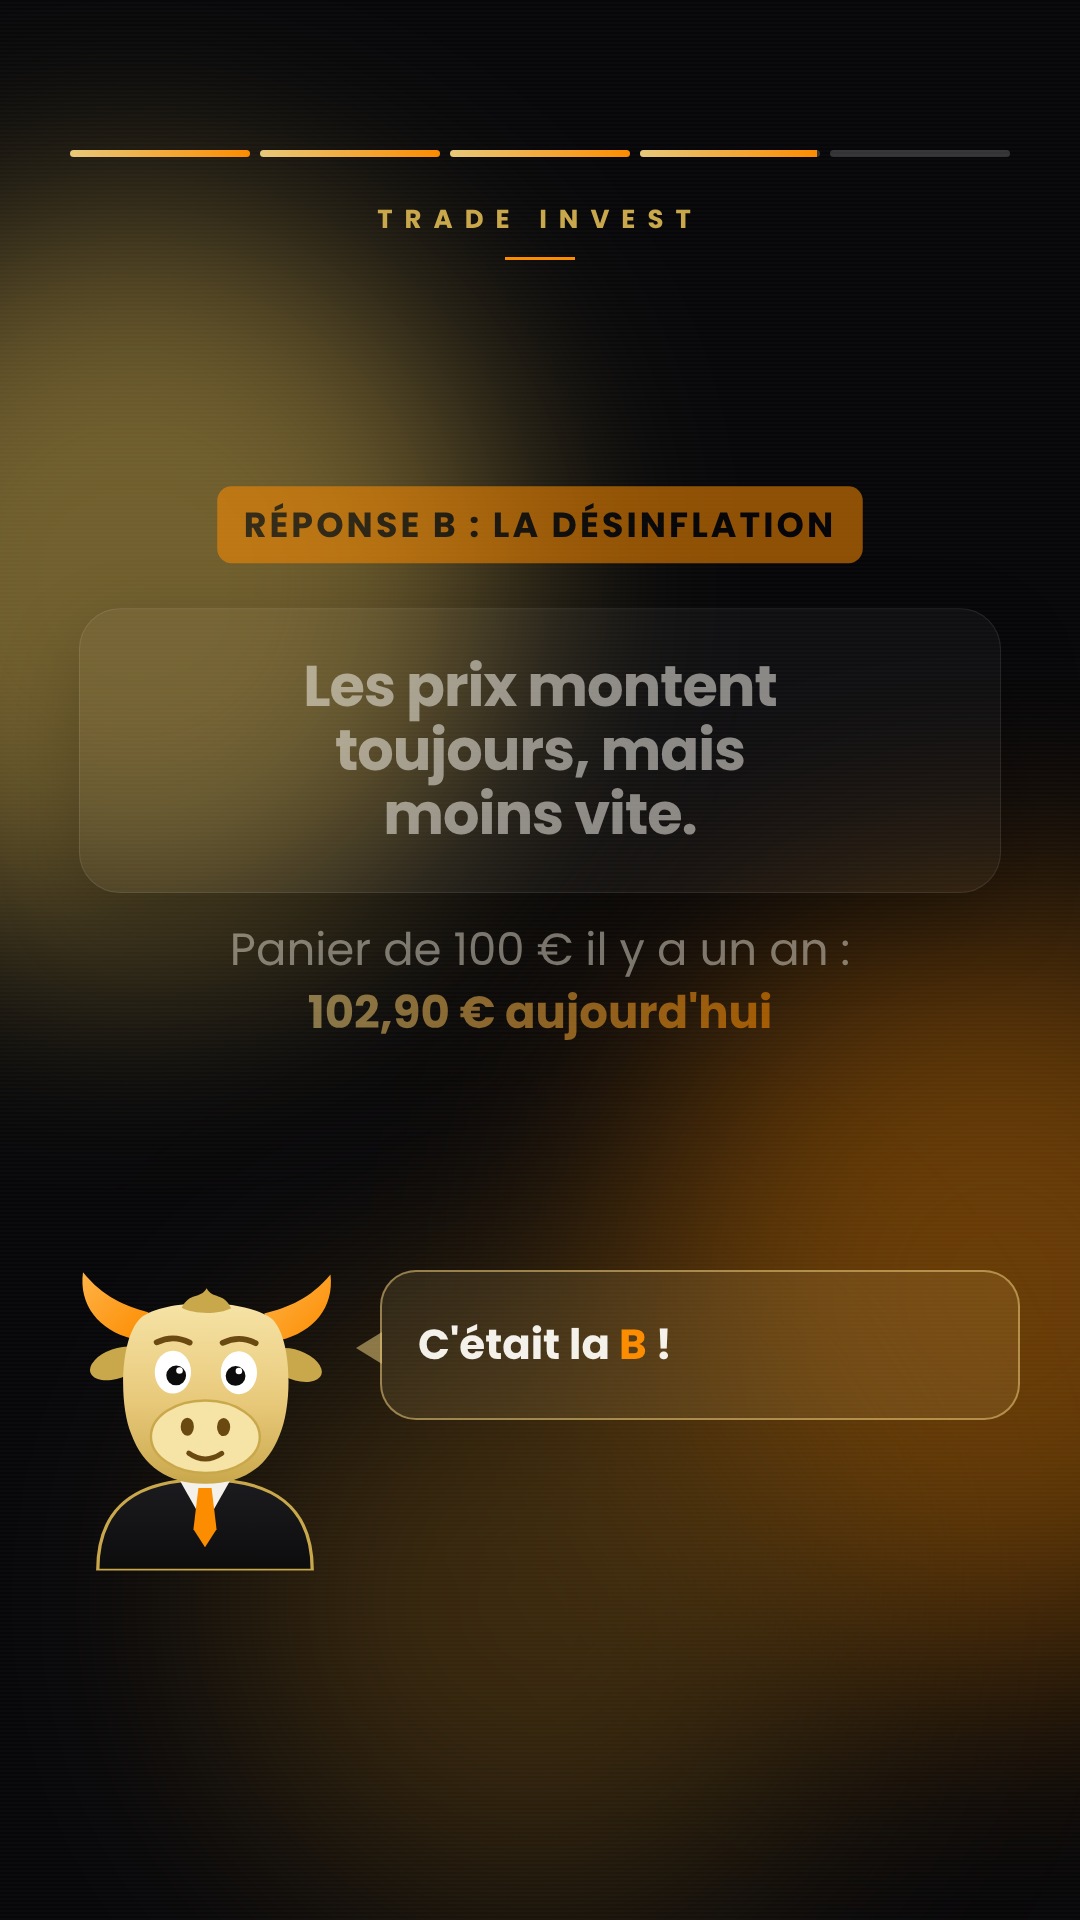 TRADE INVEST
RÉPONSE B : LA DÉSINFLATION
Les prix montent
toujours, mais
moins vite.
Panier de 100 € il y a un an :
102,90 € aujourd'hui
C'était la B !